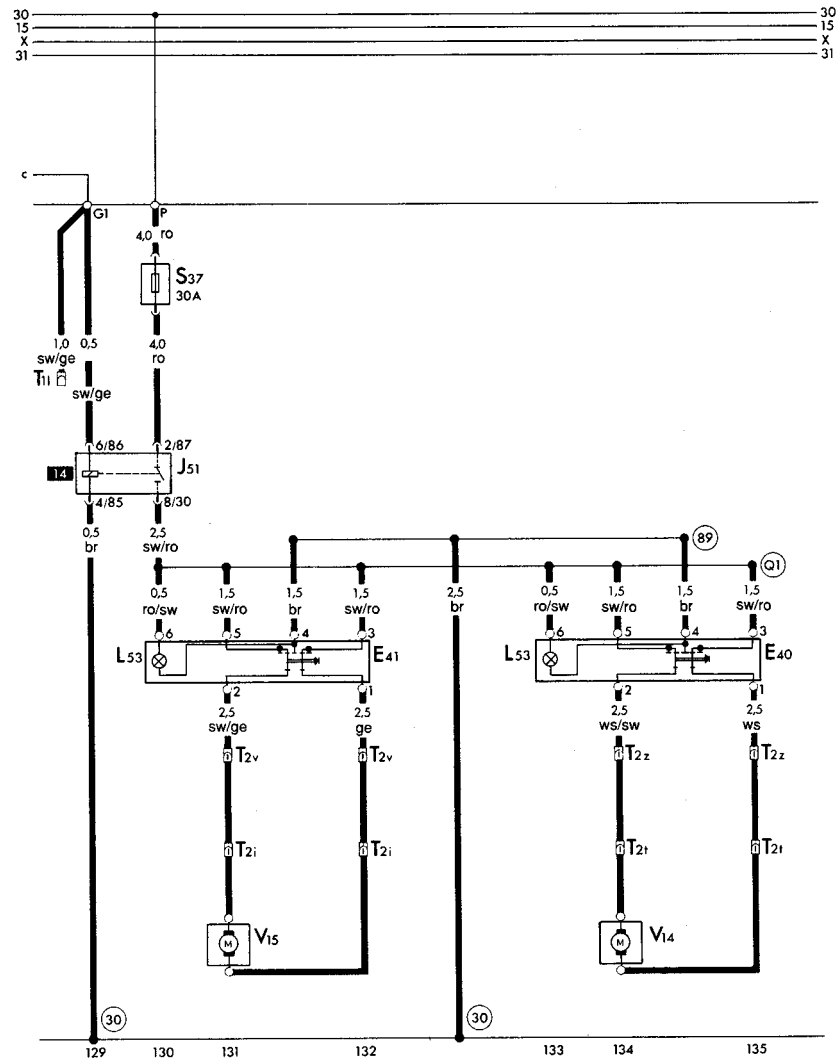 30 30
15 15
X X
31 31
c
G1 P
4,0 ro
S37
30A
1,0 0,5 4,0
sw/ge ro
T11
sw/ge
6/86 2/87
14 J51
4/85 8/30
0,5 2,5
br sw/ro
89
Q1
0,5 1,5 1,5 1,5 2,5 0,5 1,5 1,5 1,5
ro/sw sw/ro br sw/ro br ro/sw sw/ro br sw/ro
6 5 4 3 6 5 4 3
L53 E41 L53 E40
2 1 2 1
2,5 2,5 2,5 2,5
sw/ge ge ws/sw ws
T2v T2v T2z T2z
T2i T2i T2t T2t
M V15 M V14
30 30
129 130 131 132 133 134 135